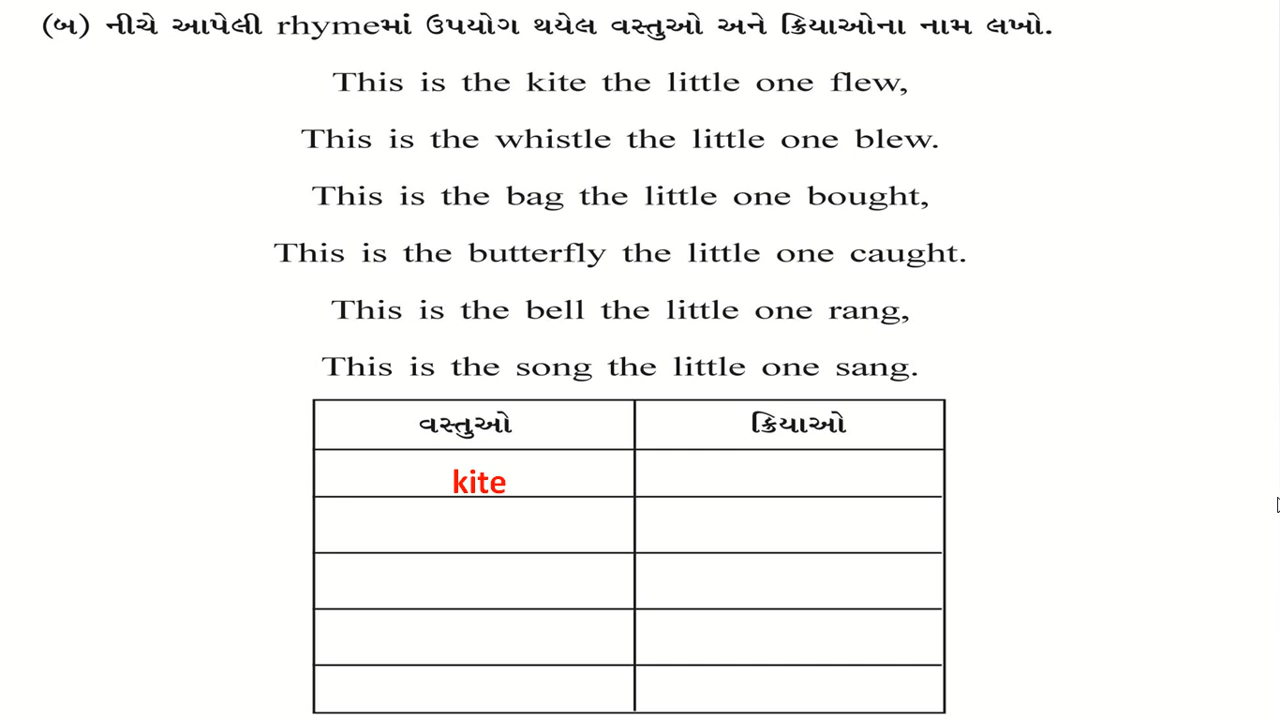 (બ) નીચે આપેલી rhymeમાં ઉપયોગ થયેલ વસ્તુઓ અને ક્રિયાઓના નામ લખો.
This is the kite the little one flew,
This is the whistle the little one blew.
This is the bag the little one bought,
This is the butterfly the little one caught.
This is the bell the little one rang,
This is the song the little one sang.
વસ્તુઓ ક્રિયાઓ
kite